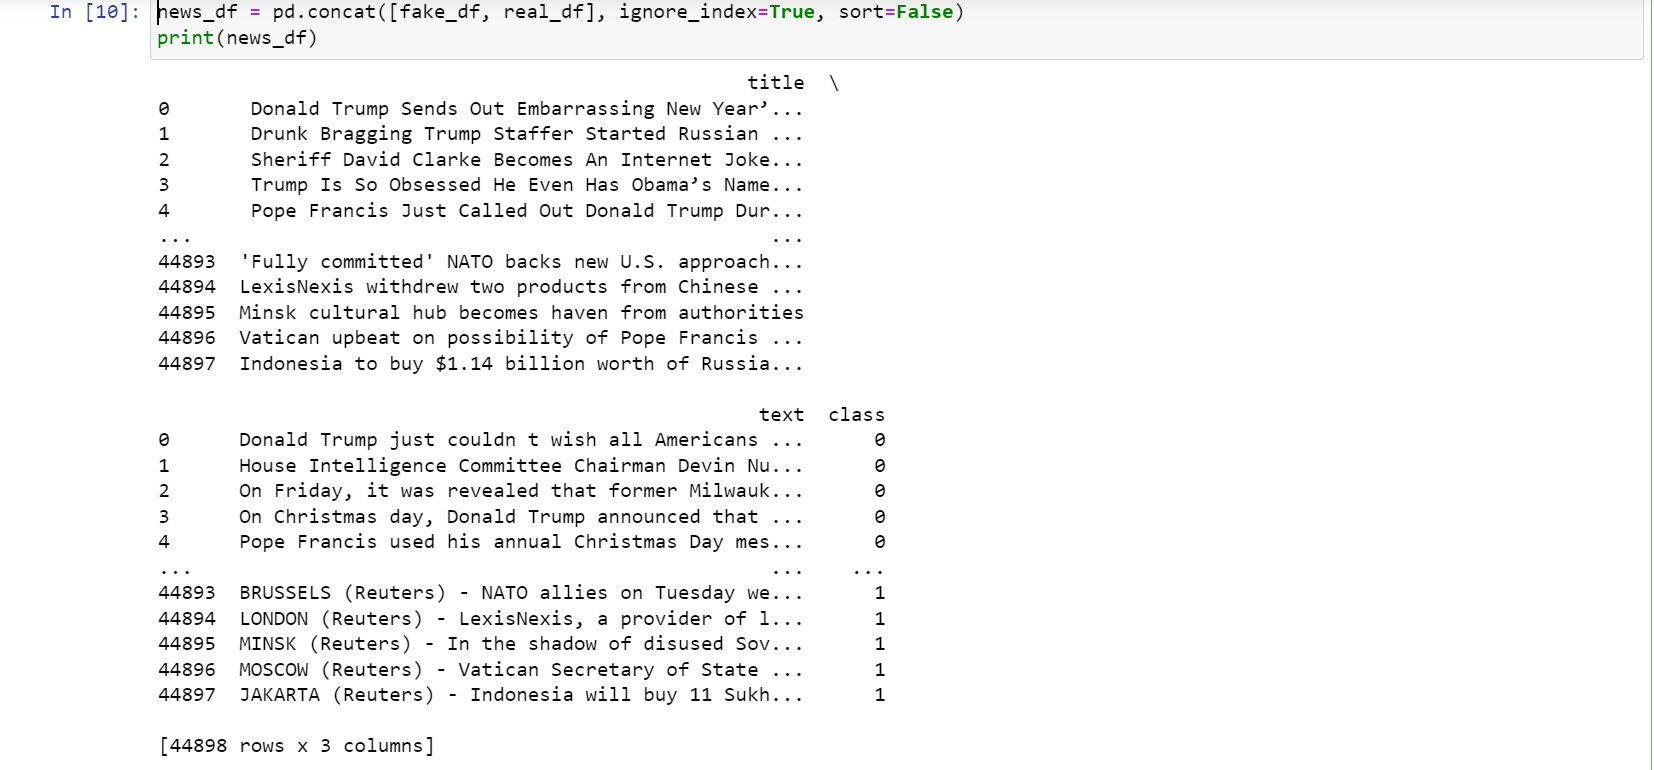 In [10]: news_df = pd.concat([fake_df, real_df], ignore_index=True, sort=False)
print(news_df)
title \
0 Donald Trump Sends Out Embarrassing New Year’...
1 Drunk Bragging Trump Staffer Started Russian ...
2 Sheriff David Clarke Becomes An Internet Joke...
3 Trump Is So Obsessed He Even Has Obama’s Name...
4 Pope Francis Just Called Out Donald Trump Dur...
... ...
44893 'Fully committed' NATO backs new U.S. approach...
44894 LexisNexis withdrew two products from Chinese ...
44895 Minsk cultural hub becomes haven from authorities
44896 Vatican upbeat on possibility of Pope Francis ...
44897 Indonesia to buy $1.14 billion worth of Russia...
text class
0 Donald Trump just couldn t wish all Americans ... 0
1 House Intelligence Committee Chairman Devin Nu... 0
2 On Friday, it was revealed that former Milwauk... 0
3 On Christmas day, Donald Trump announced that ... 0
4 Pope Francis used his annual Christmas Day mes... 0
... ... ...
44893 BRUSSELS (Reuters) - NATO allies on Tuesday we... 1
44894 LONDON (Reuters) - LexisNexis, a provider of l... 1
44895 MINSK (Reuters) - In the shadow of disused Sov... 1
44896 MOSCOW (Reuters) - Vatican Secretary of State ... 1
44897 JAKARTA (Reuters) - Indonesia will buy 11 Sukh... 1
[44898 rows x 3 columns]